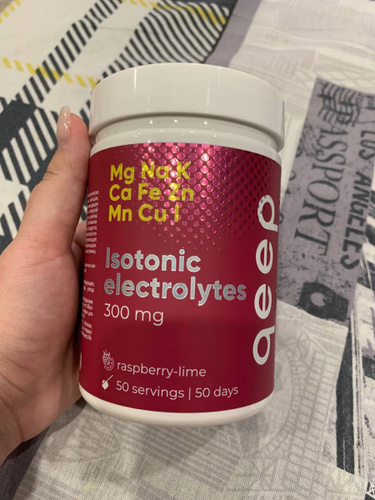 Mg Na K
Ca Fe Zn
Mn Cu I
Isotonic
electrolytes
300 mg
raspberry-lime
50 servings | 50 days
qeep
PASSPORT
LOS ANGELES